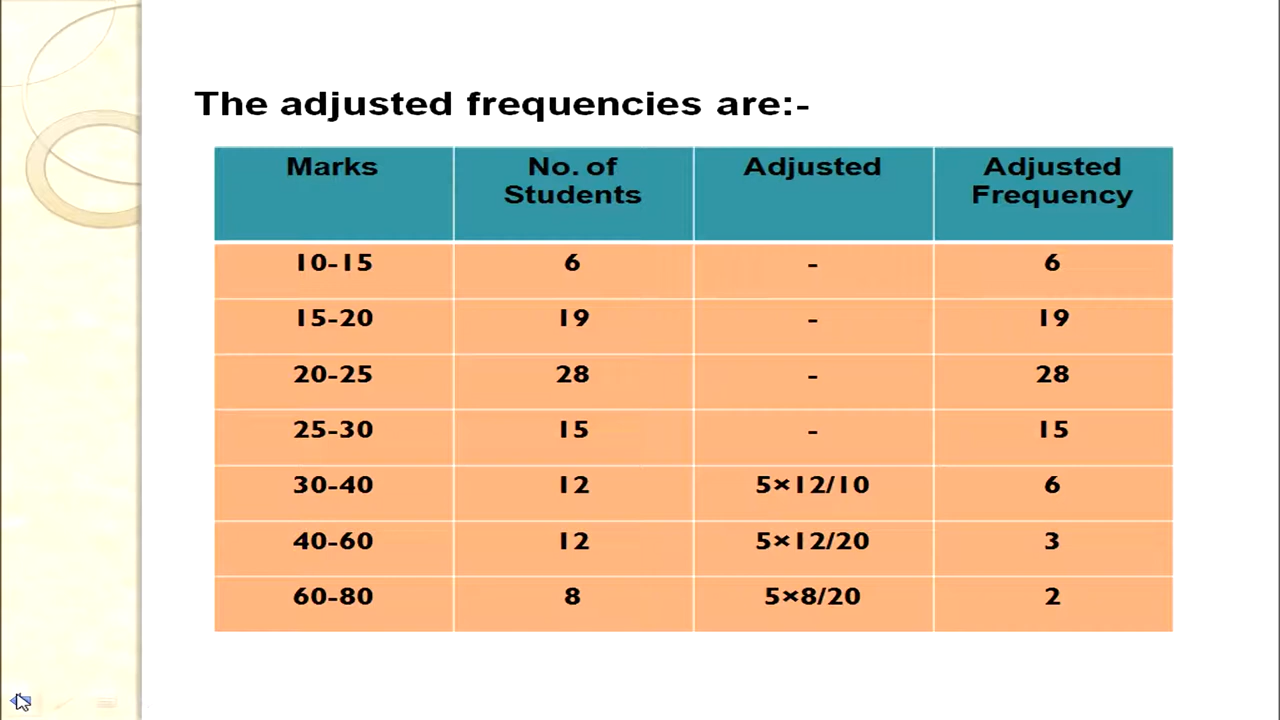 The adjusted frequencies are:-
Marks No. of Students Adjusted Adjusted Frequency
10-15 6 - 6
15-20 19 - 19
20-25 28 - 28
25-30 15 - 15
30-40 12 5×12/10 6
40-60 12 5×12/20 3
60-80 8 5×8/20 2